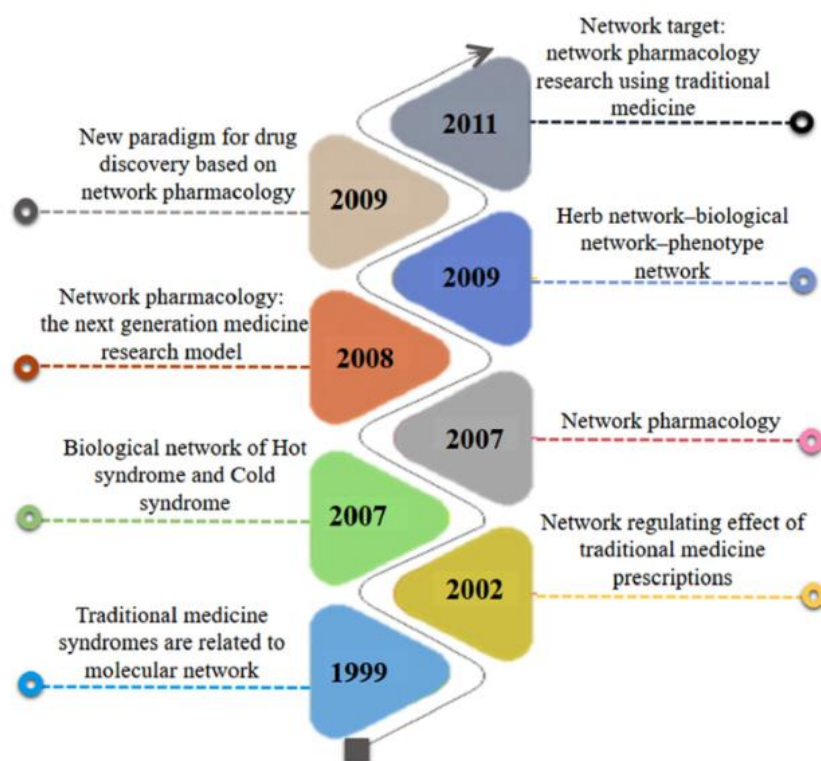 Network target:
network pharmacology
research using traditional
medicine
2011
New paradigm for drug
discovery based on
network pharmacology
2009
Herb network–biological
network–phenotype
network
2009
Network pharmacology:
the next generation medicine
research model
2008
Network pharmacology
2007
Biological network of Hot
syndrome and Cold
syndrome
2007
Network regulating effect of
traditional medicine
prescriptions
2002
Traditional medicine
syndromes are related to
molecular network
1999